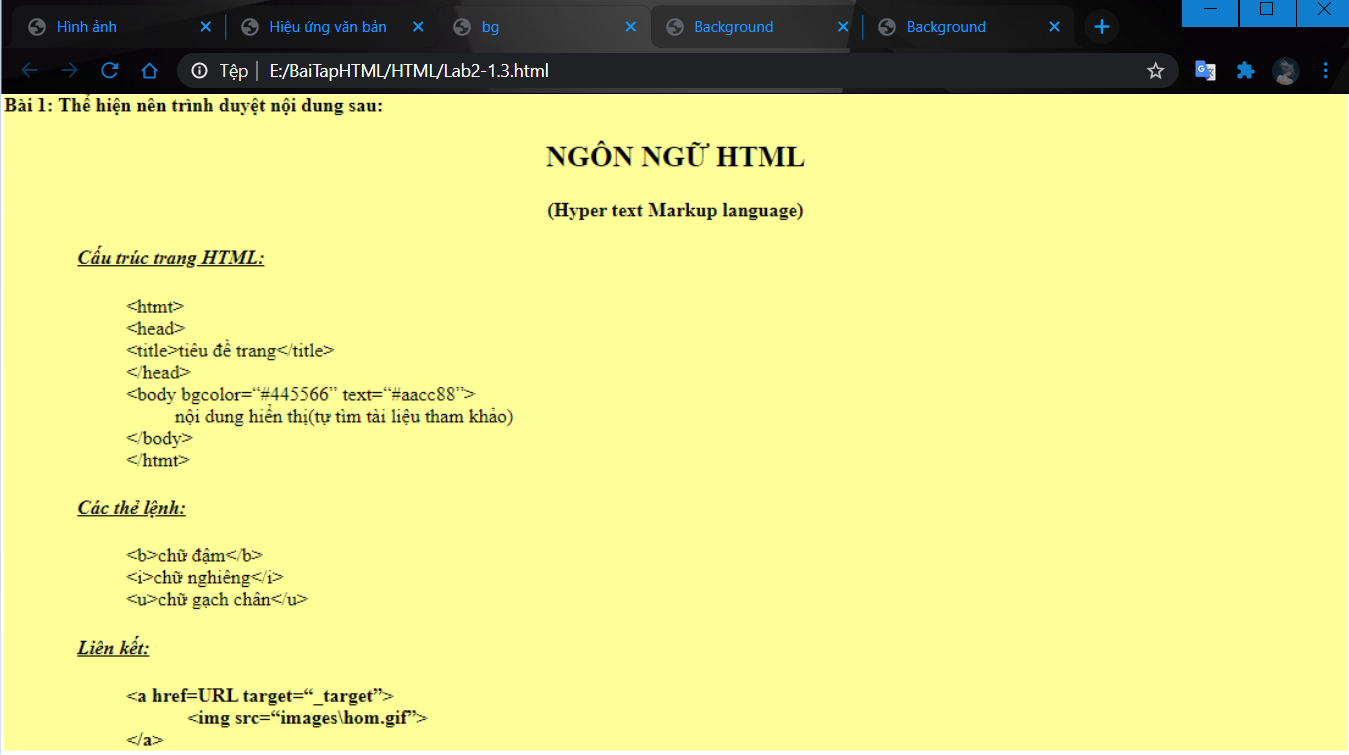 Hình ảnh
Hiệu ứng văn bản
bg
Background
Background
Tệp | E:/BaiTapHTML/HTML/Lab2-1.3.html
Bài 1: Thể hiện nên trình duyệt nội dung sau:
NGÔN NGỮ HTML
(Hyper text Markup language)
Cấu trúc trang HTML:
<htmt>
<head>
<title>tiêu đề trang</title>
</head>
<body bgcolor=“#445566” text=“#aacc88”>
nội dung hiển thị(tự tìm tài liệu tham khảo)
</body>
</htmt>
Các thẻ lệnh:
<b>chữ đậm</b>
<i>chữ nghiêng</i>
<u>chữ gạch chân</u>
Liên kết:
<a href=URL target=“_target”>
<img src=“images\hom.gif”>
</a>